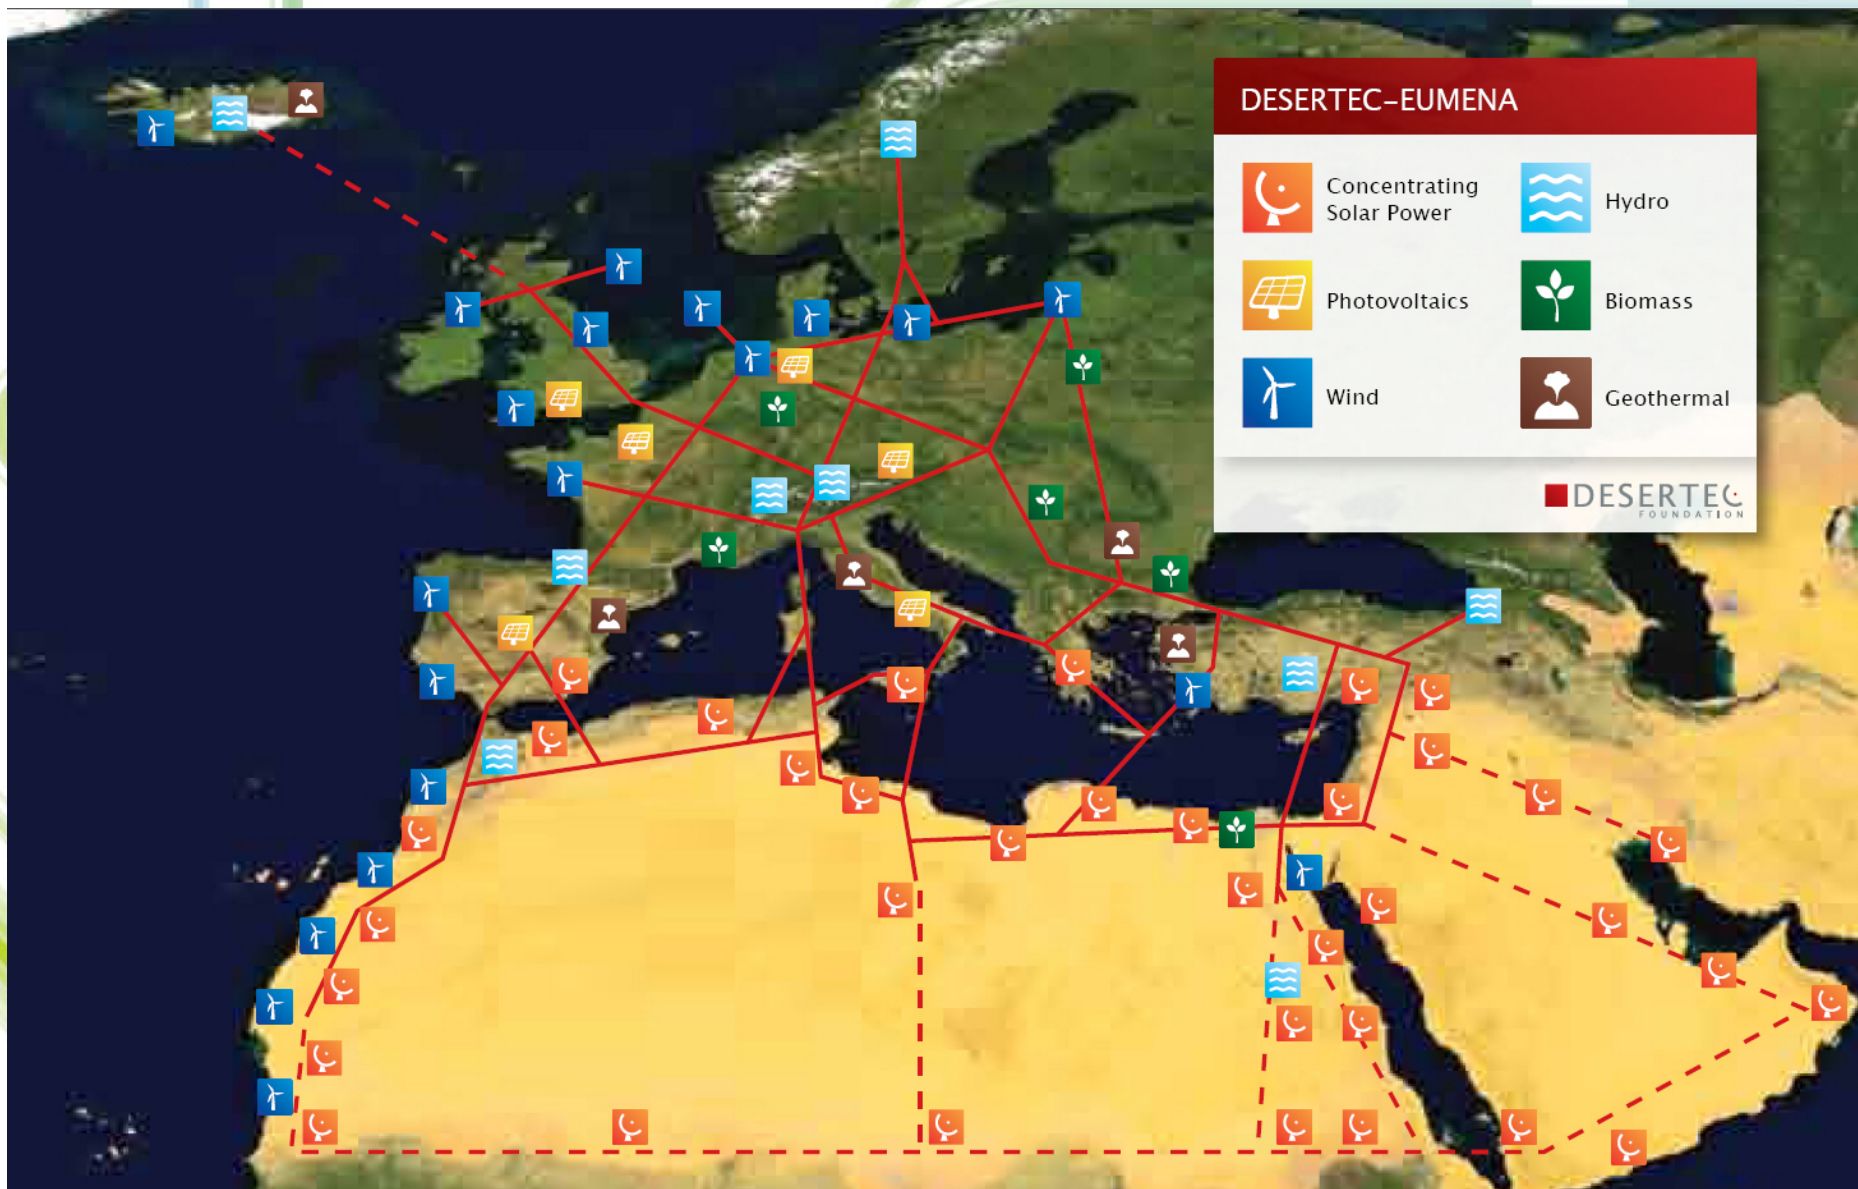 DESERTEC-EUMENA
Concentrating
Solar Power
Hydro
Photovoltaics
Biomass
Wind
Geothermal
DESERTEC
FOUNDATION